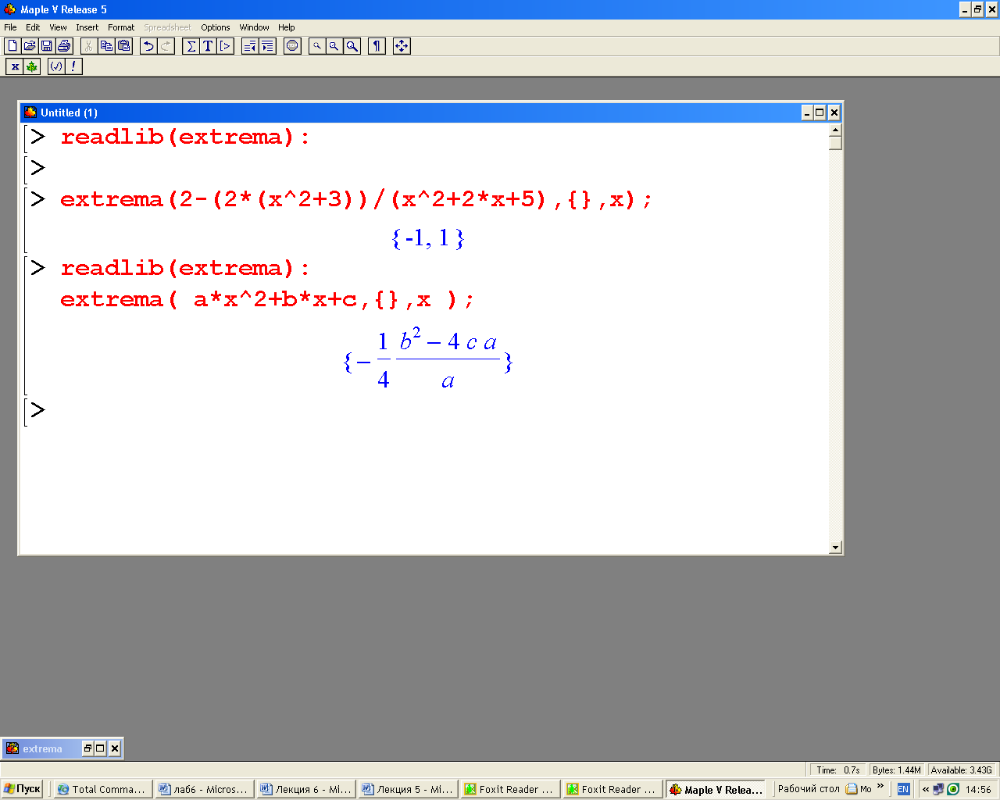 Maple V Release 5
File Edit View Insert Format Spreadsheet Options Window Help
Untitled (1)
> readlib(extrema):
>
> extrema(2-(2*(x^2+3))/(x^2+2*x+5),{},x);
{-1, 1}
> readlib(extrema):
extrema( a*x^2+b*x+c,{},x );
{− 1/4 (b² − 4 c a)/a}
>
extrema
Time: 0.7s Bytes: 1.44M Available: 3.43G
Пуск Total Comma... лаб6 - Micros... Лекция 6 - Mi... Лекция 5 - Mi... Foxit Reader ... Foxit Reader ... Maple V Relea... Рабочий стол Мо » EN « 14:56